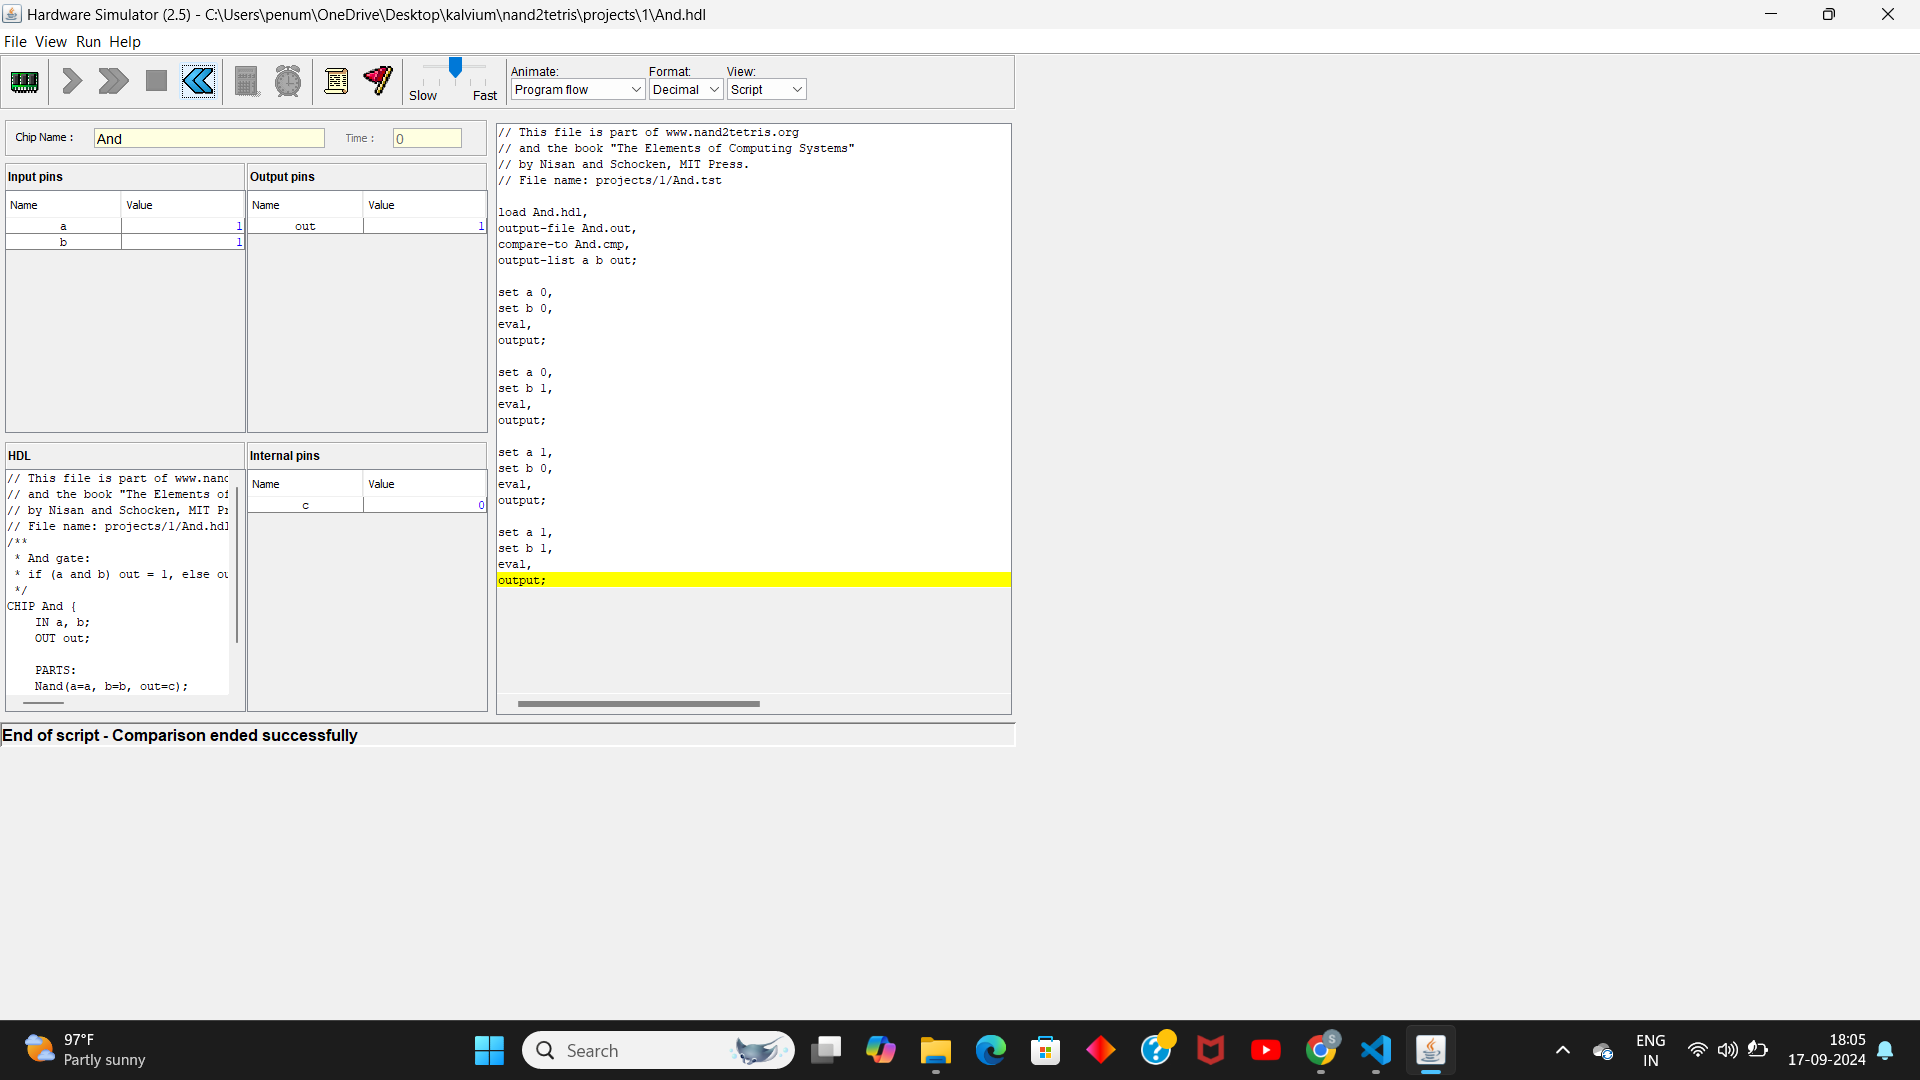 Hardware Simulator (2.5) - C:\Users\penum\OneDrive\Desktop\kalvium\nand2tetris\projects\1\And.hdl
File View Run Help
Slow Fast
Animate: Format: View:
Program flow Decimal Script
Chip Name : And Time : 0
Input pins
Name Value
a 1
b 1
Output pins
Name Value
out 1
HDL
// This file is part of www.nand
// and the book "The Elements of
// by Nisan and Schocken, MIT Pr
// File name: projects/1/And.hdl
/**
* And gate:
* if (a and b) out = 1, else ou
*/
CHIP And {
IN a, b;
OUT out;
PARTS:
Nand(a=a, b=b, out=c);
Internal pins
Name Value
c 0
// This file is part of www.nand2tetris.org
// and the book "The Elements of Computing Systems"
// by Nisan and Schocken, MIT Press.
// File name: projects/1/And.tst
load And.hdl,
output-file And.out,
compare-to And.cmp,
output-list a b out;
set a 0,
set b 0,
eval,
output;
set a 0,
set b 1,
eval,
output;
set a 1,
set b 0,
eval,
output;
set a 1,
set b 1,
eval,
output;
End of script - Comparison ended successfully
97°F
Partly sunny
Search
S
ENG
IN
18:05
17-09-2024